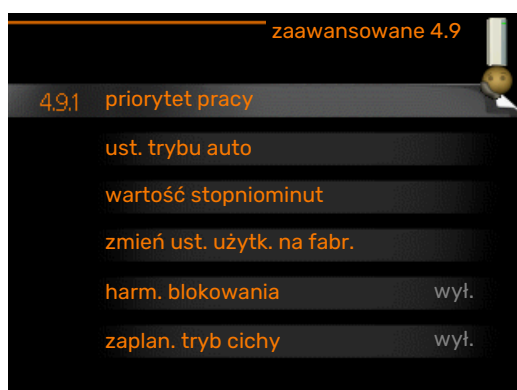 zaawansowane 4.9
4.9.1 priorytet pracy
ust. trybu auto
wartość stopniominut
zmień ust. użytk. na fabr.
harm. blokowania wył.
zaplan. tryb cichy wył.